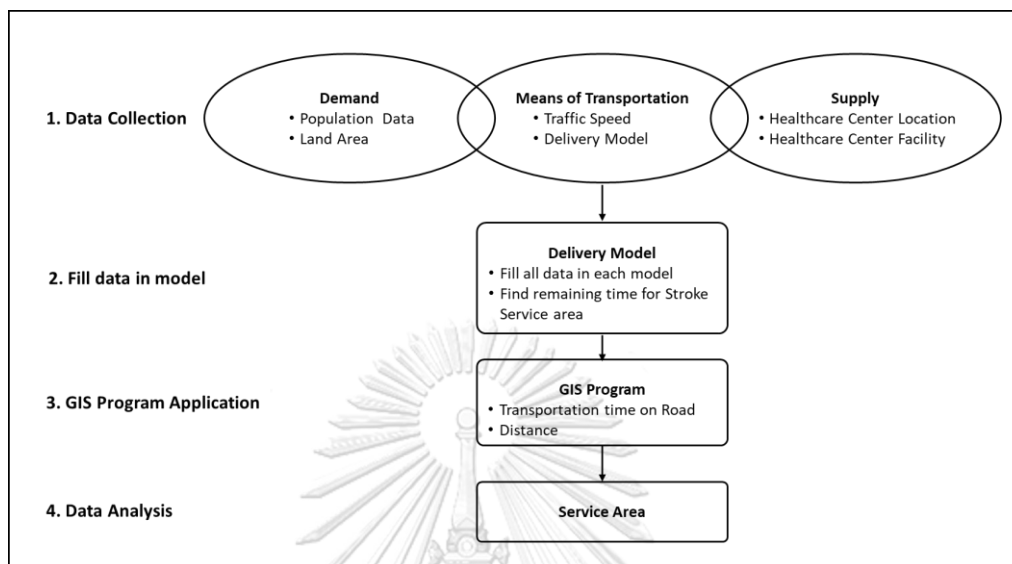 1. Data Collection
Demand
• Population Data
• Land Area
Means of Transportation
• Traffic Speed
• Delivery Model
Supply
• Healthcare Center Location
• Healthcare Center Facility
2. Fill data in model
Delivery Model
• Fill all data in each model
• Find remaining time for Stroke
Service area
3. GIS Program Application
GIS Program
• Transportation time on Road
• Distance
4. Data Analysis
Service Area